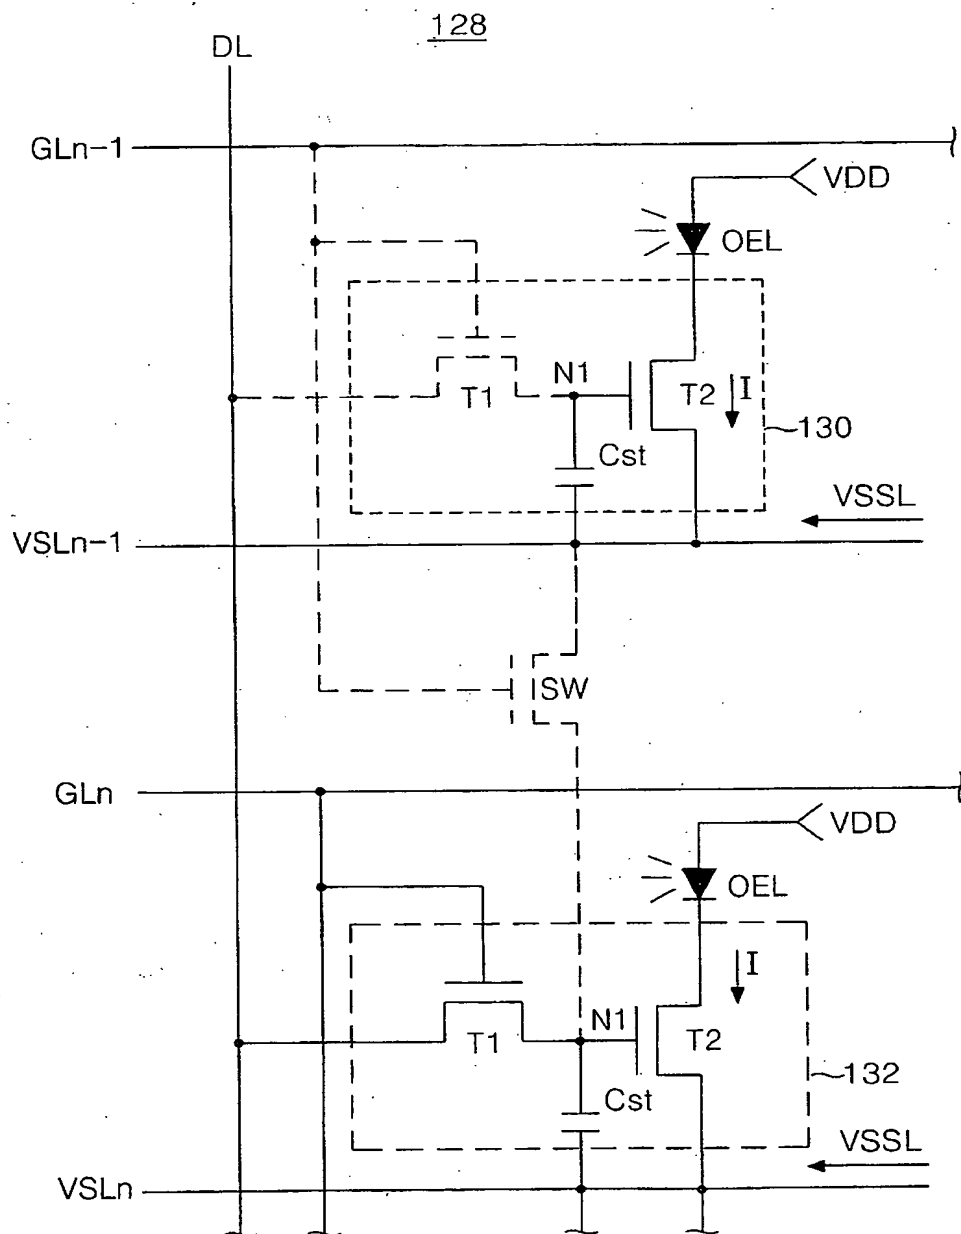 128
DL
GLn-1
VDD
OEL
N1
T1
T2
I
130
Cst
VSSL
VSLn-1
SW
GLn
VDD
OEL
I
N1
T1
T2
132
Cst
VSSL
VSLn